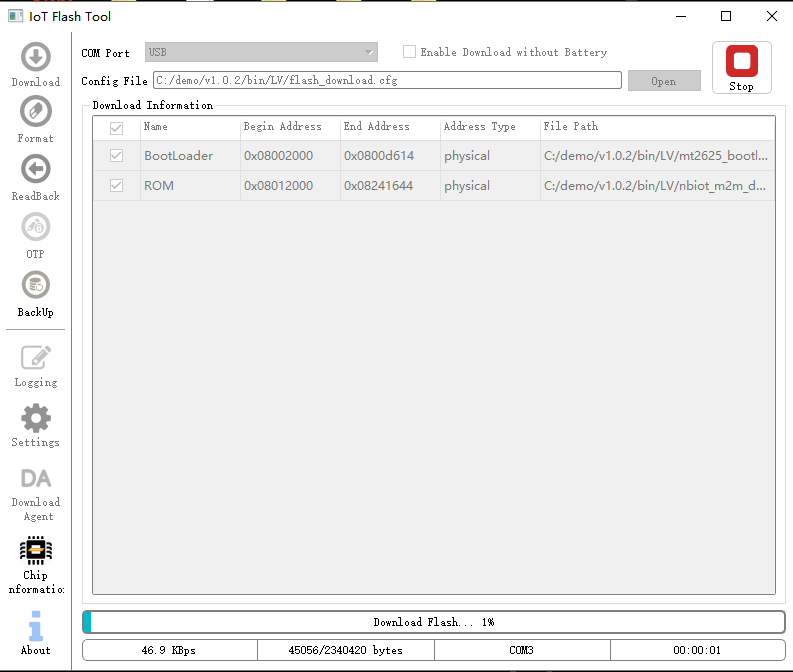 IoT Flash Tool
Download
Format
ReadBack
OTP
BackUp
Logging
Settings
DA
Download
Agent
Chip
nformatio
About
COM Port USB Enable Download without Battery
Config File C:/demo/v1.0.2/bin/LV/flash_download.cfg Open
Stop
Download Information
Name Begin Address End Address Address Type File Path
BootLoader 0x08002000 0x0800d614 physical C:/demo/v1.0.2/bin/LV/mt2625_bootl...
ROM 0x08012000 0x08241644 physical C:/demo/v1.0.2/bin/LV/nbiot_m2m_d...
Download Flash... 1%
46.9 KBps 45056/2340420 bytes COM3 00:00:01